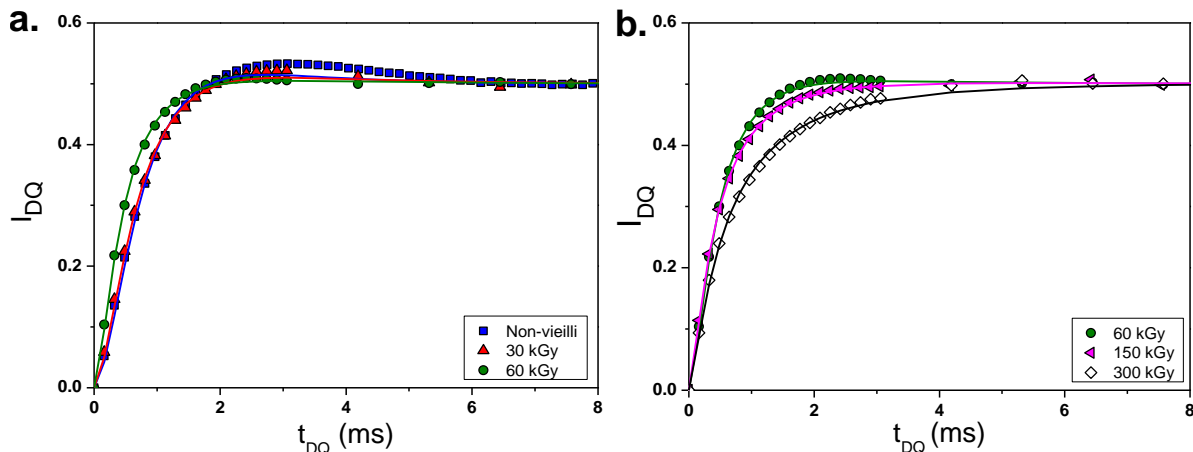 a.
0.6
0.4
0.2
0.0
I_DQ
0 2 4 6 8
t_DQ (ms)
Non-vieilli
30 kGy
60 kGy
b.
0.6
0.4
0.2
0.0
I_DQ
0 2 4 6 8
t_DQ (ms)
60 kGy
150 kGy
300 kGy